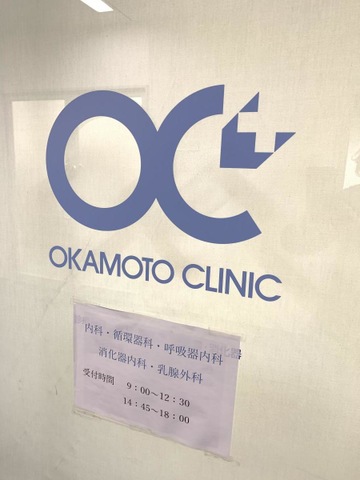 OC
OKAMOTO CLINIC
内科・循環器科・呼吸器内科
消化器内科・乳腺外科
受付時間 9：00〜12：30
14：45〜18：00